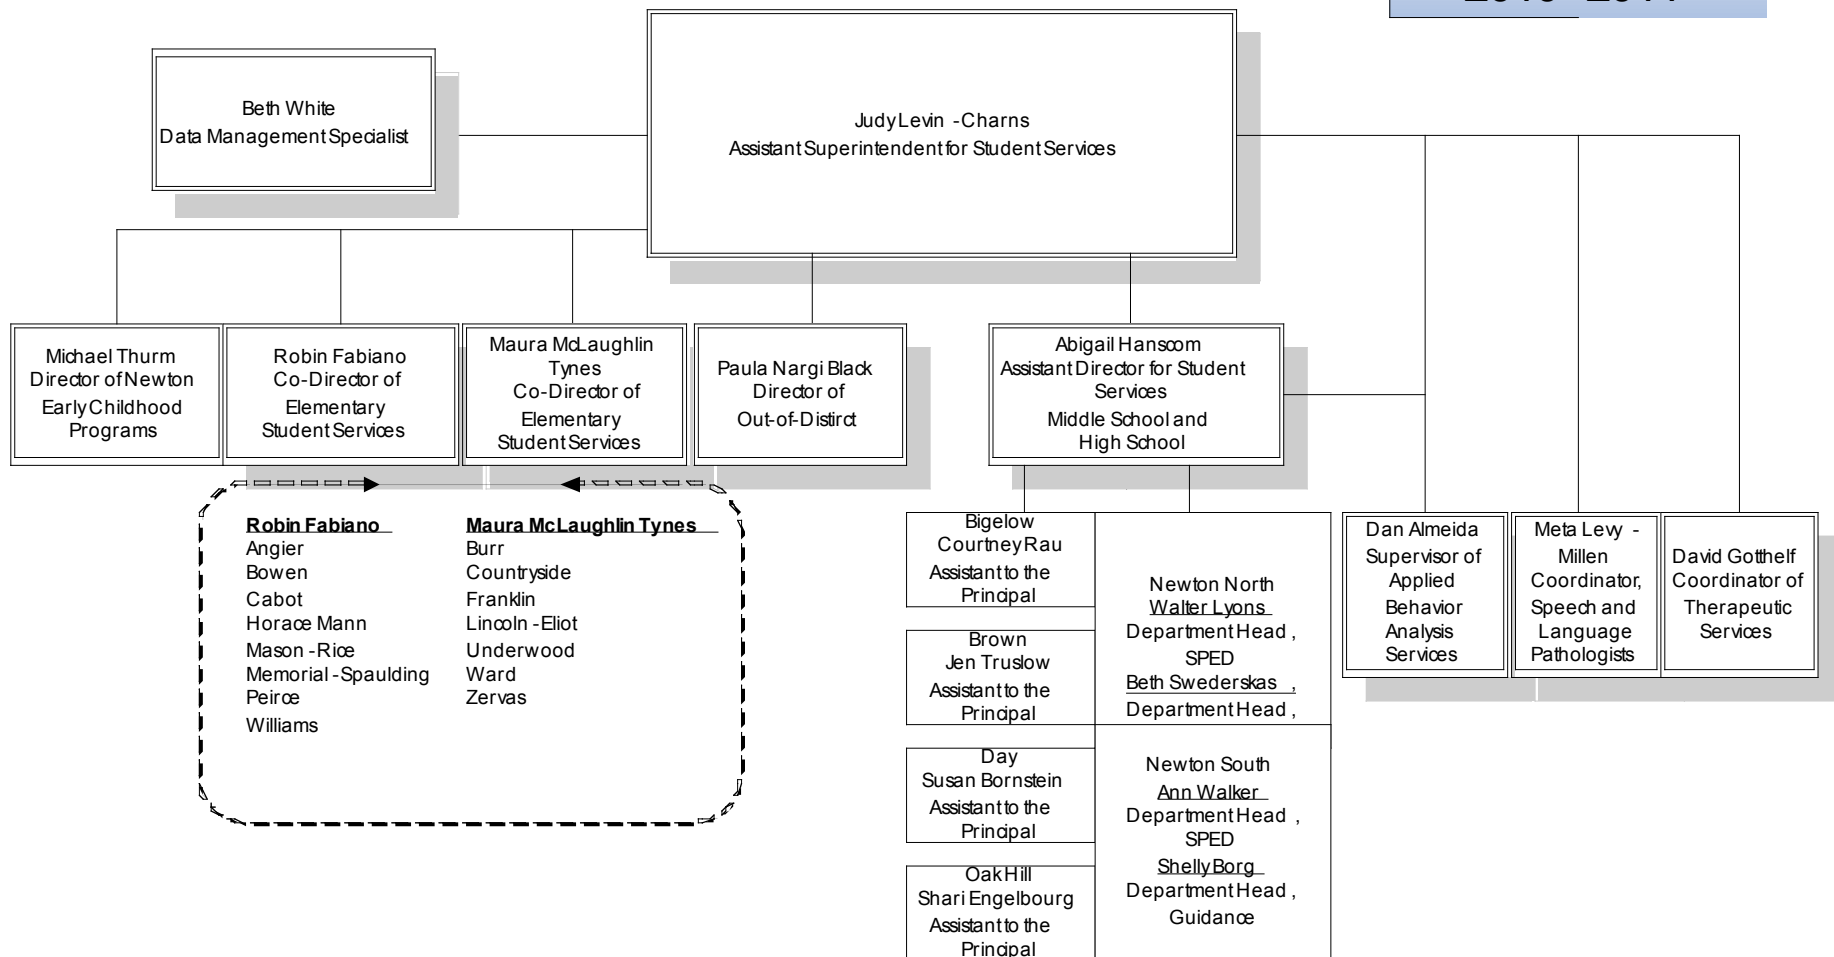 Beth White
Data Management Specialist
Judy Levin - Charns
Assistant Superintendent for Student Services
Michael Thurm
Director of Newton
Early Childhood
Programs
Robin Fabiano
Co-Director of
Elementary
Student Services
Maura McLaughlin
Tynes
Co-Director of
Elementary
Student Services
Paula Nargi Black
Director of
Out-of-Distirct
Abigail Hanscom
Assistant Director for Student
Services
Middle School and
High School
Robin Fabiano
Angier
Bowen
Cabot
Horace Mann
Mason - Rice
Memorial - Spaulding
Peirce
Williams
Maura McLaughlin Tynes
Burr
Countryside
Franklin
Lincoln - Eliot
Underwood
Ward
Zervas
Bigelow
Courtney Rau
Assistant to the
Principal
Brown
Jen Truslow
Assistant to the
Principal
Day
Susan Bornstein
Assistant to the
Principal
Oak Hill
Shari Engelbourg
Assistant to the
Principal
Newton North
Walter Lyons
Department Head ,
SPED
Beth Swederskas ,
Department Head ,
Newton South
Ann Walker
Department Head ,
SPED
Shelly Borg
Department Head ,
Guidance
Dan Almeida
Supervisor of
Applied
Behavior
Analysis
Services
Meta Levy -
Millen
Coordinator,
Speech and
Language
Pathologists
David Gotthelf
Coordinator of
Therapeutic
Services